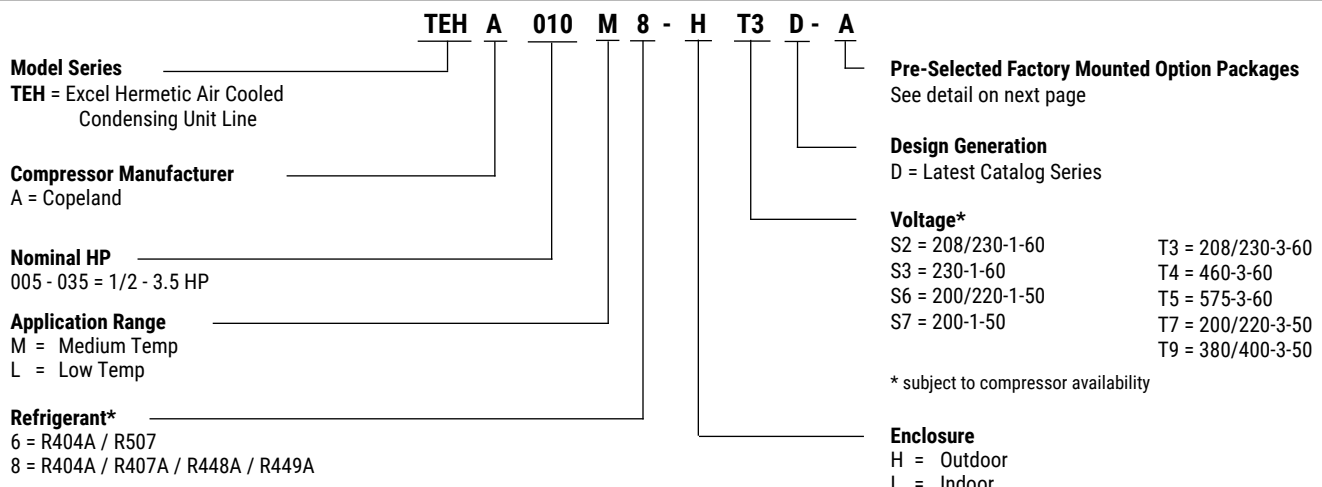 TEH A 010 M 8 - H T3 D - A
Model Series
TEH = Excel Hermetic Air Cooled
Condensing Unit Line
Compressor Manufacturer
A = Copeland
Nominal HP
005 - 035 = 1/2 - 3.5 HP
Application Range
M = Medium Temp
L = Low Temp
Refrigerant*
6 = R404A / R507
8 = R404A / R407A / R448A / R449A
Pre-Selected Factory Mounted Option Packages
See detail on next page
Design Generation
D = Latest Catalog Series
Voltage*
S2 = 208/230-1-60
S3 = 230-1-60
S6 = 200/220-1-50
S7 = 200-1-50
T3 = 208/230-3-60
T4 = 460-3-60
T5 = 575-3-60
T7 = 200/220-3-50
T9 = 380/400-3-50
* subject to compressor availability
Enclosure
H = Outdoor
I = Indoor